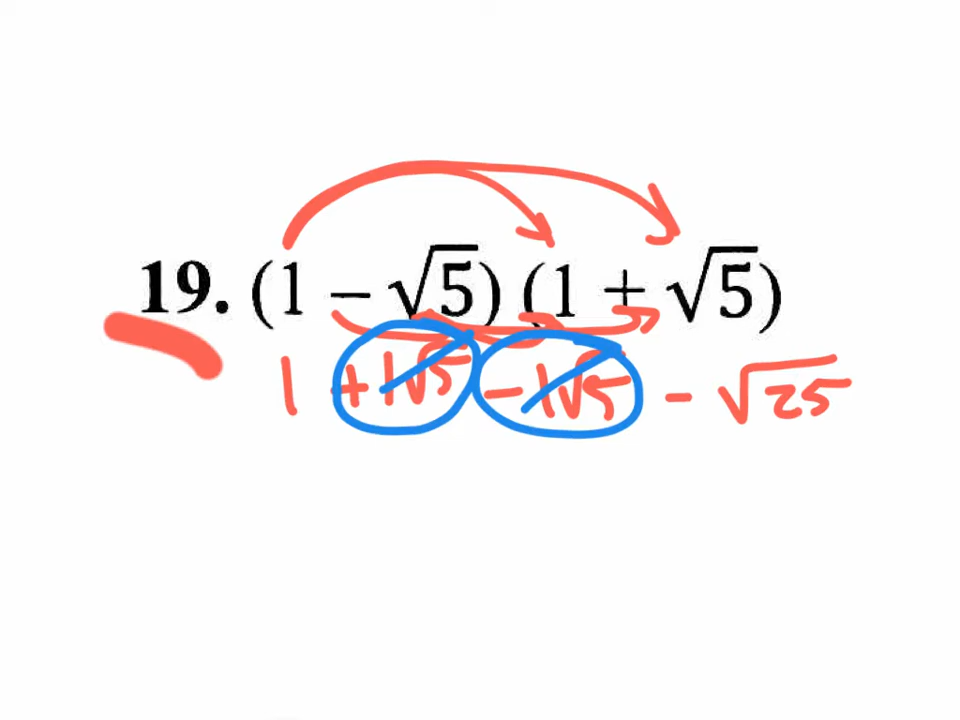 19. (1 − √5) (1 + √5)
1 + 1√5 − 1√5 − √25